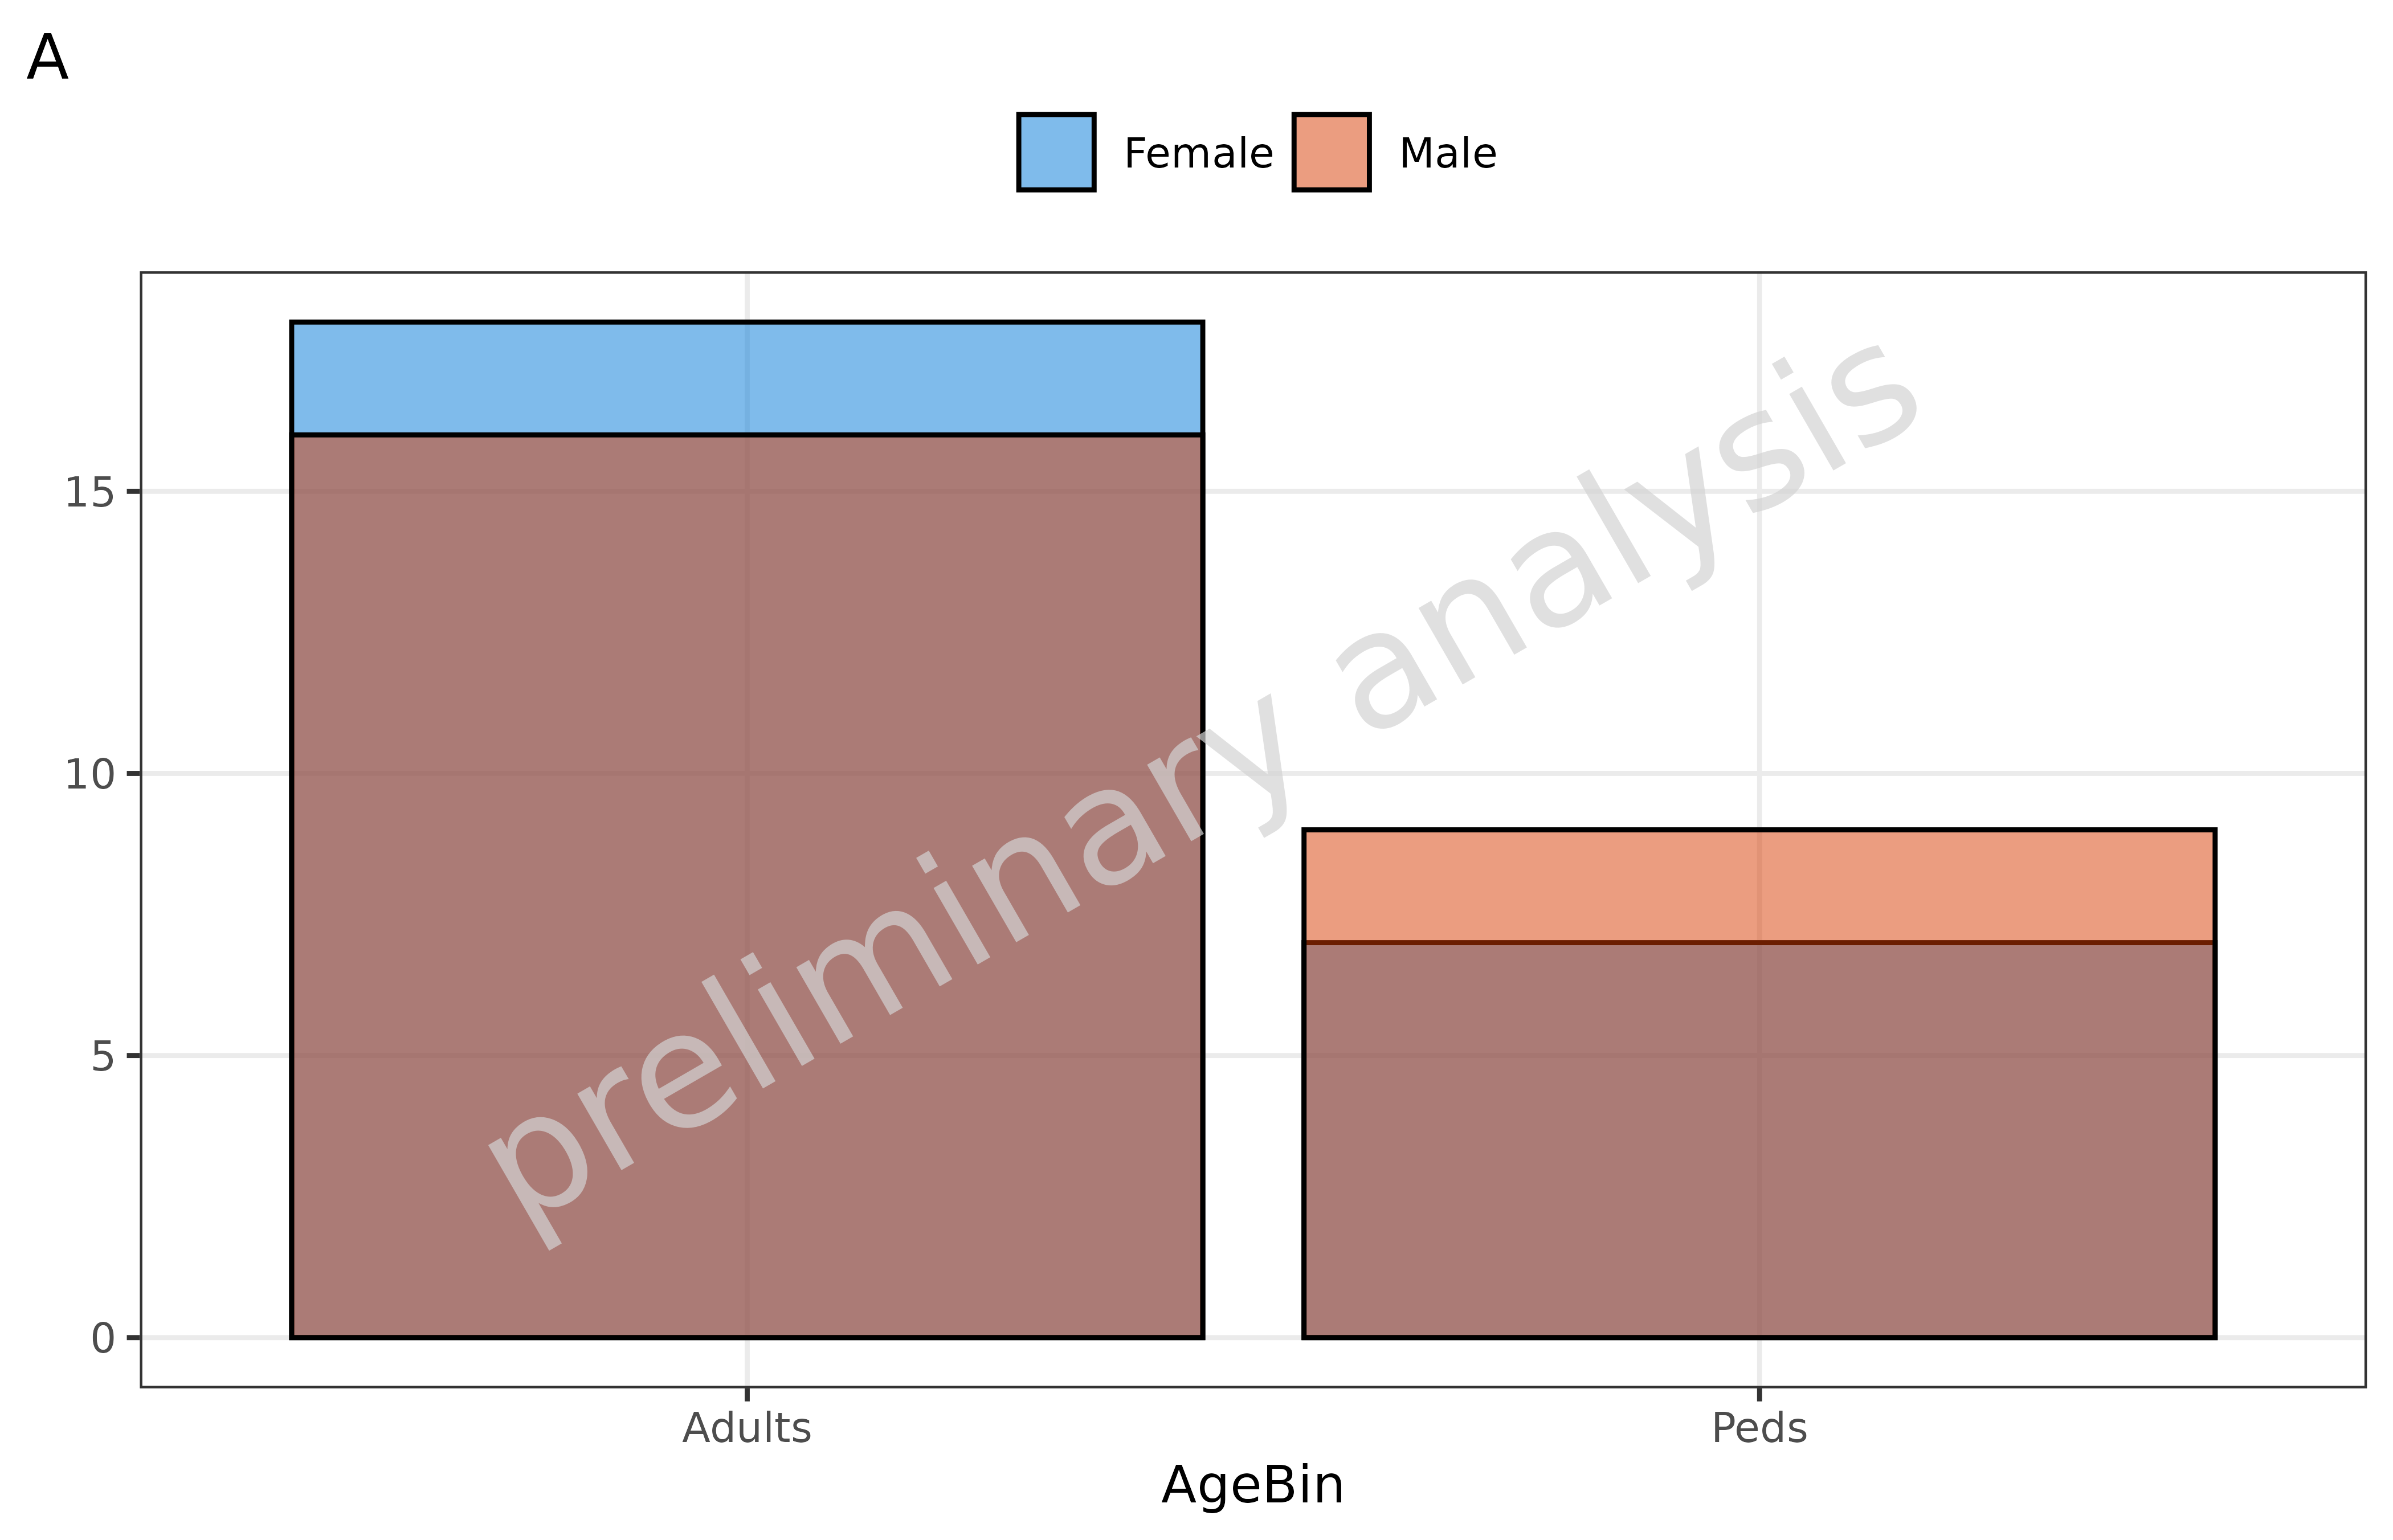 A
Female
Male
15
10
5
0
preliminary analysis
Adults
Peds
AgeBin